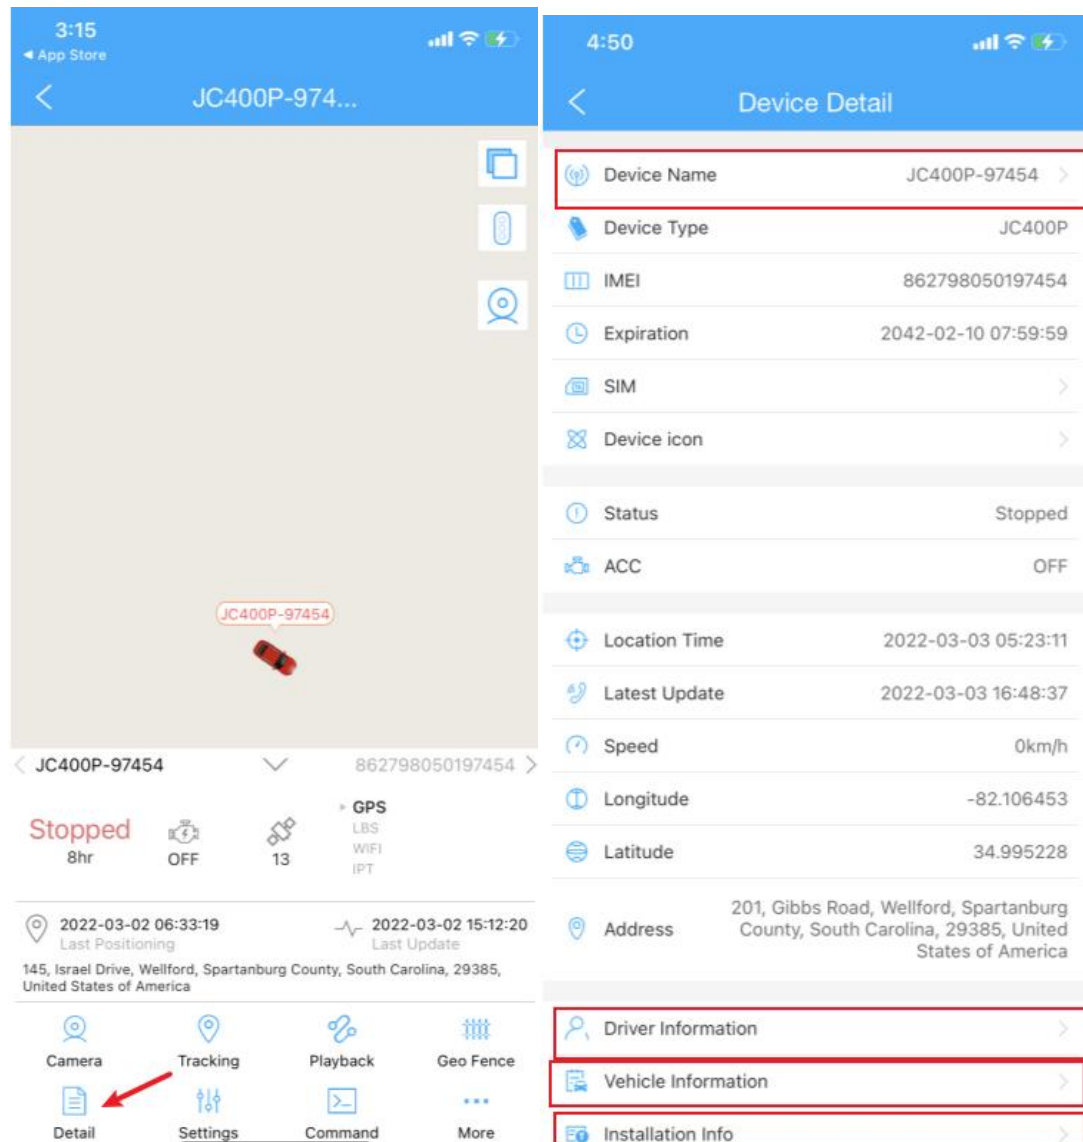 3:15
App Store
JC400P-974...
JC400P-97454
JC400P-97454
862798050197454
Stopped
8hr
OFF
13
GPS
LBS
WIFI
IPT
2022-03-02 06:33:19
Last Positioning
2022-03-02 15:12:20
Last Update
145, Israel Drive, Wellford, Spartanburg County, South Carolina, 29385,
United States of America
Camera
Tracking
Playback
Geo Fence
Detail
Settings
Command
More
4:50
Device Detail
Device Name JC400P-97454
Device Type JC400P
IMEI 862798050197454
Expiration 2042-02-10 07:59:59
SIM
Device icon
Status Stopped
ACC OFF
Location Time 2022-03-03 05:23:11
Latest Update 2022-03-03 16:48:37
Speed 0km/h
Longitude -82.106453
Latitude 34.995228
Address
201, Gibbs Road, Wellford, Spartanburg
County, South Carolina, 29385, United
States of America
Driver Information
Vehicle Information
Installation Info